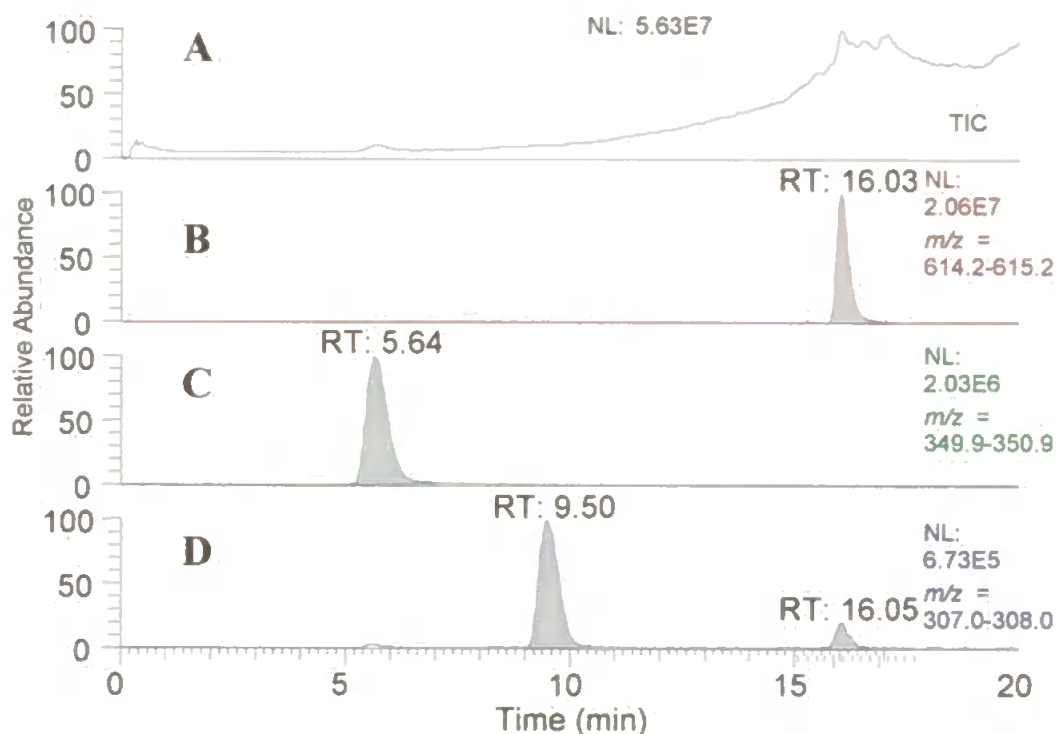 A
NL: 5.63E7
TIC
100
50
0
B
RT: 16.03
NL:
2.06E7
m/z =
614.2-615.2
100
50
0
C
RT: 5.64
NL:
2.03E6
m/z =
349.9-350.9
100
50
0
D
RT: 9.50
RT: 16.05
NL:
6.73E5
m/z =
307.0-308.0
100
50
0
Relative Abundance
0 5 10 15 20
Time (min)